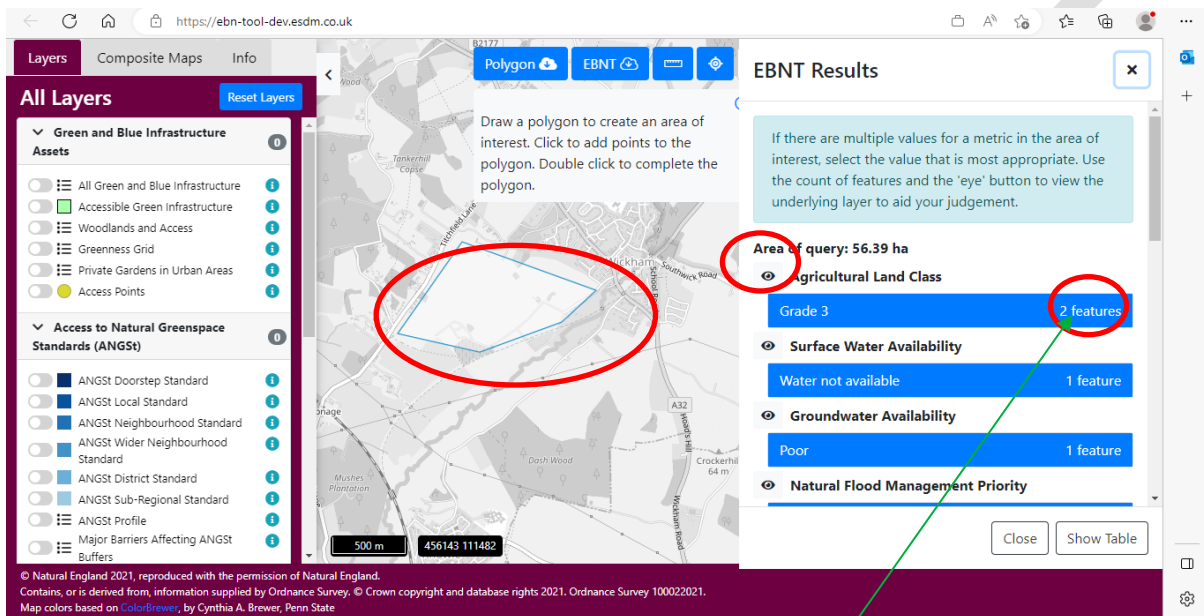 https://ebn-tool-dev.esdm.co.uk
Layers
Composite Maps
Info
All Layers
Reset Layers
Green and Blue Infrastructure
Assets
0
All Green and Blue Infrastructure
Accessible Green Infrastructure
Woodlands and Access
Greenness Grid
Private Gardens in Urban Areas
Access Points
Access to Natural Greenspace
Standards (ANGSt)
0
ANGSt Doorstep Standard
ANGSt Local Standard
ANGSt Neighbourhood Standard
ANGSt Wider Neighbourhood
Standard
ANGSt District Standard
ANGSt Sub-Regional Standard
ANGSt Profile
Major Barriers Affecting ANGSt
Buffers
B2177
Polygon
EBNT
Draw a polygon to create an area of
interest. Click to add points to the
polygon. Double click to complete the
polygon.
Wood
Tankerhill
Copse
Titchfield Lane
Wickham
Southwick Road
School Ro
A32
Hoad's Hill
onage
Dash Wood
Crockerhil
64 m
Mushes
Plantation
Wickham Road
500 m
456143 111482
EBNT Results
×
If there are multiple values for a metric in the area of
interest, select the value that is most appropriate. Use
the count of features and the 'eye' button to view the
underlying layer to aid your judgement.
Area of query: 56.39 ha
Agricultural Land Class
Grade 3 2 features
Surface Water Availability
Water not available 1 feature
Groundwater Availability
Poor 1 feature
Natural Flood Management Priority
Close
Show Table
© Natural England 2021, reproduced with the permission of Natural England.
Contains, or is derived from, information supplied by Ordnance Survey. © Crown copyright and database rights 2021. Ordnance Survey 100022021.
Map colors based on ColorBrewer, by Cynthia A. Brewer, Penn State